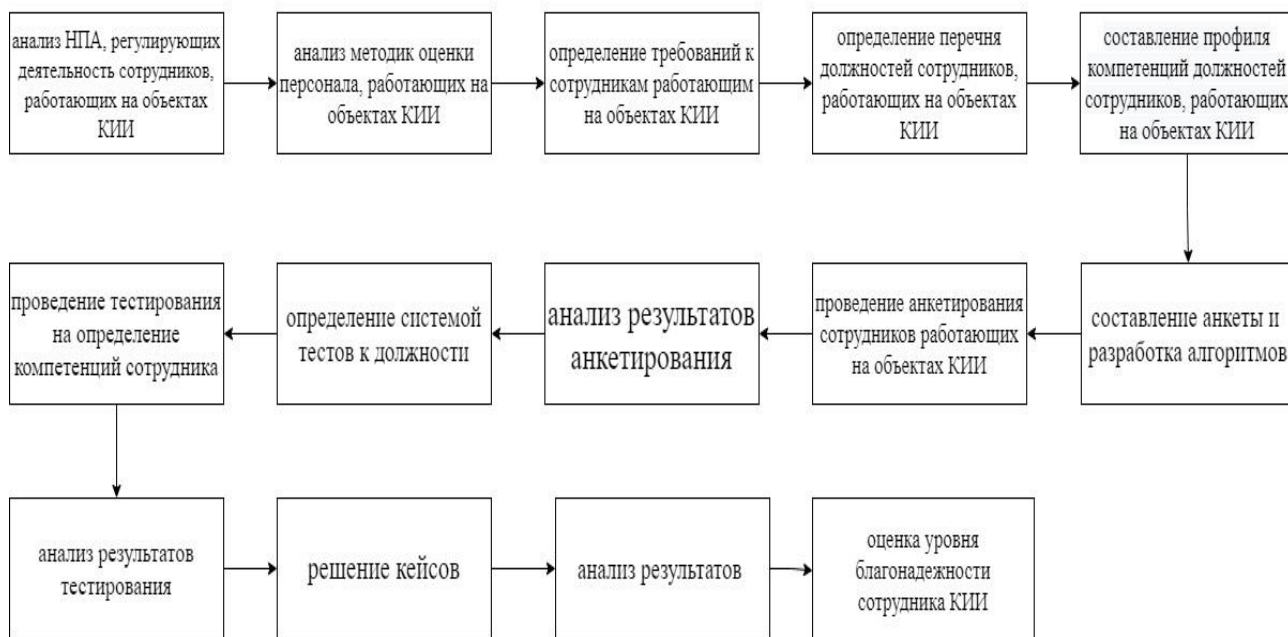 анализ НПА, регулирующих
деятельность сотрудников,
работающих на объектах
КИИ
анализ методик оценки
персонала, работающих на
объектах КИИ
определение требований к
сотрудникам работающим
на объектах КИИ
определение перечня
должностей сотрудников,
работающих на объектах
КИИ
составление профиля
компетенций должностей
сотрудников, работающих
на объектах КИИ
составление анкеты и
разработка алгоритмов
проведение анкетирования
сотрудников работающих
на объектах КИИ
анализ результатов
анкетирования
определение системой
тестов к должности
проведение тестирования
на определение
компетенций сотрудника
анализ результатов
тестирования
решение кейсов
анализ результатов
оценка уровня
благонадежности
сотрудника КИИ